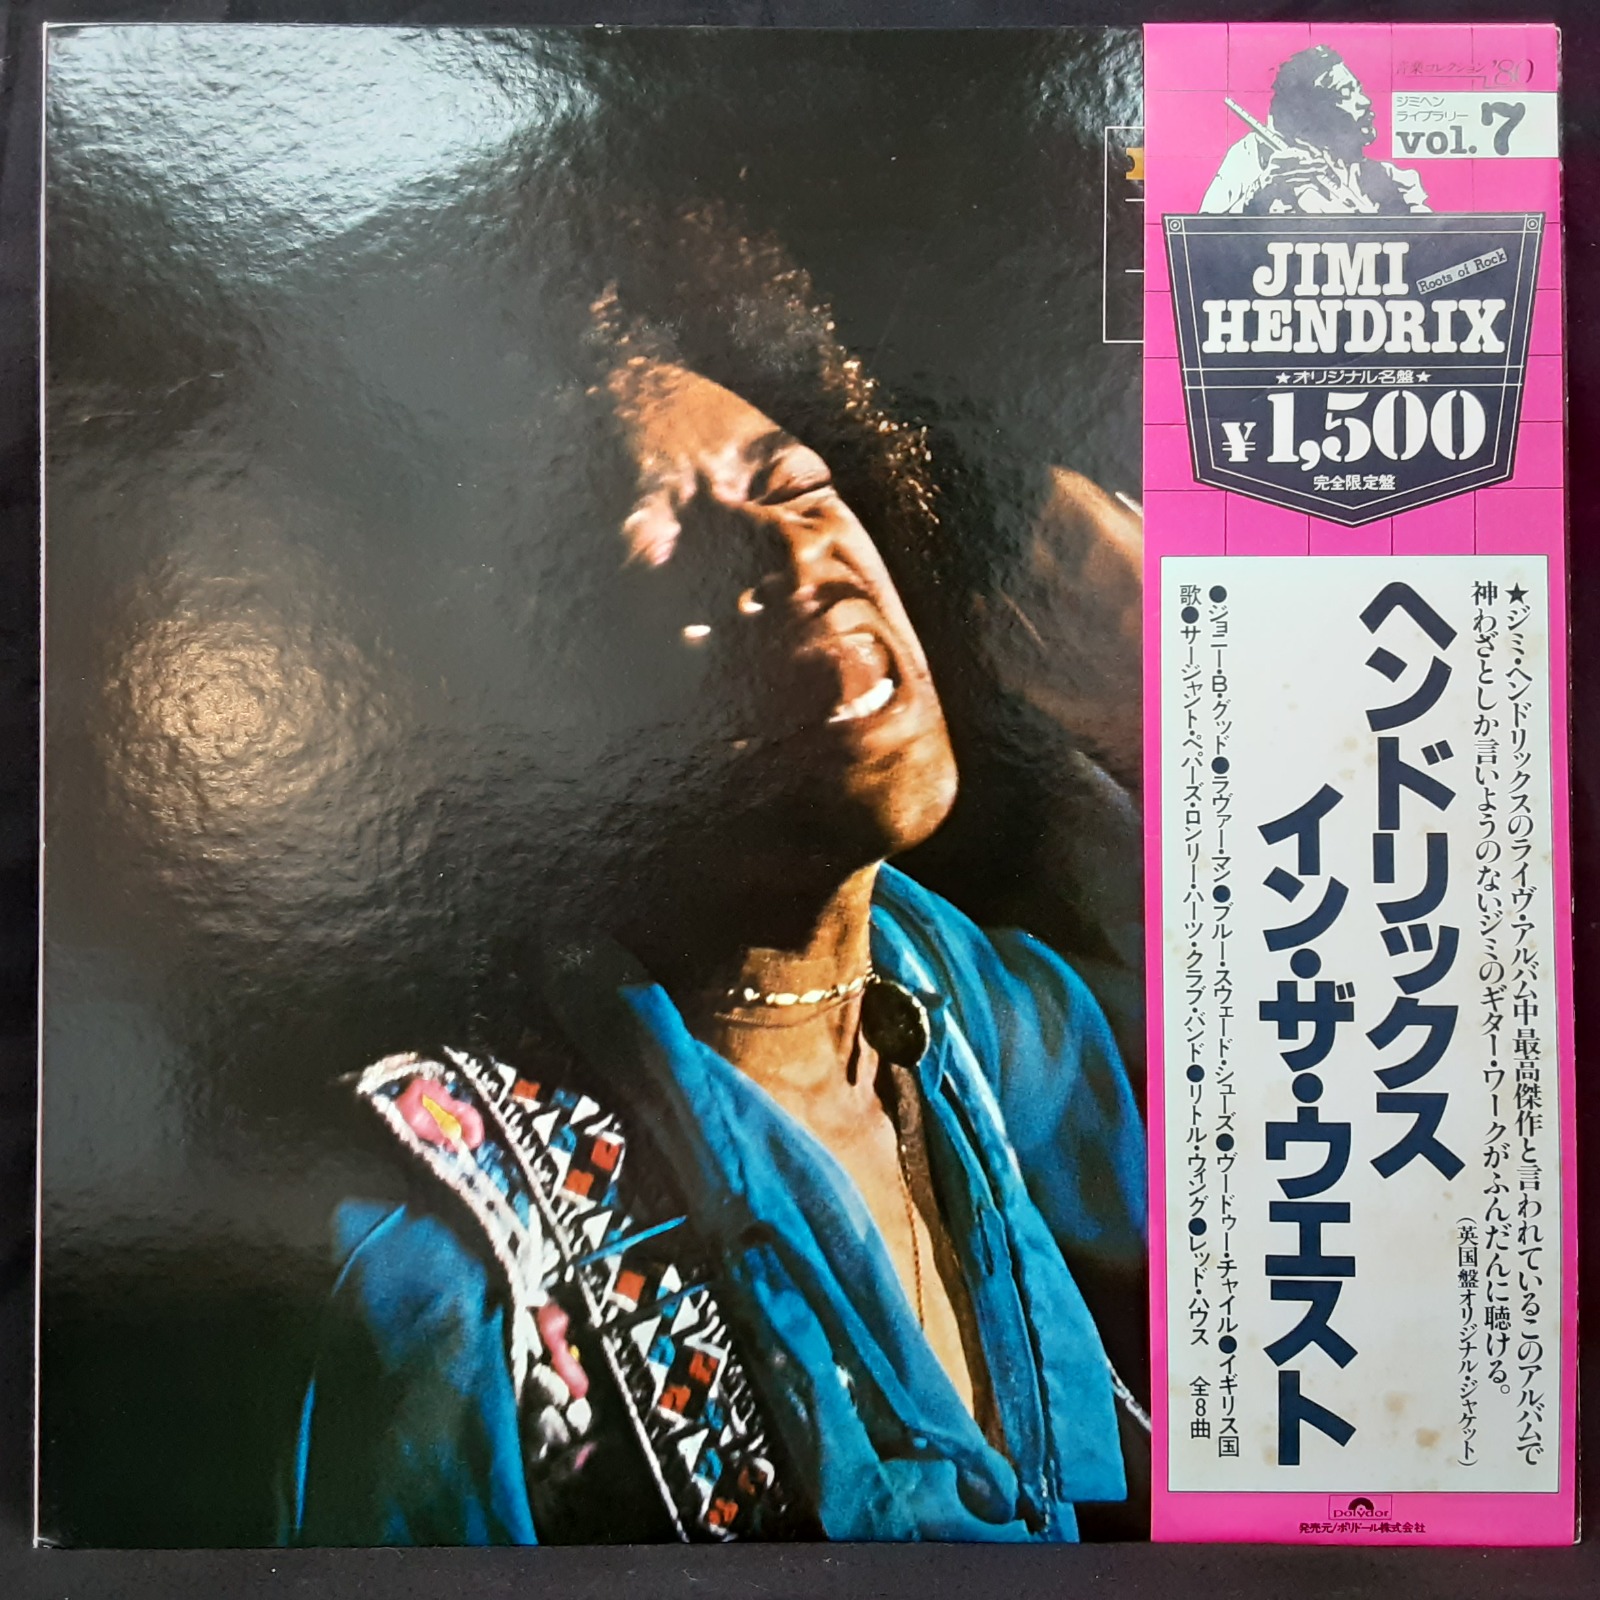 音楽コレクション'80
ジミヘン
ライブラリー
vol.7
JIMI
Roots of Rock
HENDRIX
★オリジナル名盤★
¥1,500
完全限定盤
★ジミ・ヘンドリックスのライヴ・アルバム中最高傑作と言われているこのアルバムで
神わざとしか言いようのないジミのギター・ワークがふんだんに聴ける。
(英国盤オリジナル・ジャケット)
ヘンドリックス
イン・ザ・ウエスト
●ジョニー・B・グッド●ラヴァー・マン●ブルー・スウェード・シューズ●ヴードゥー・チャイル●イギリス国
歌●サージャント・ペパーズ・ロンリー・ハーツ・クラブ・バンド●リトル・ウィング●レッド・ハウス 全8曲
polydor
発売元/ポリドール株式会社